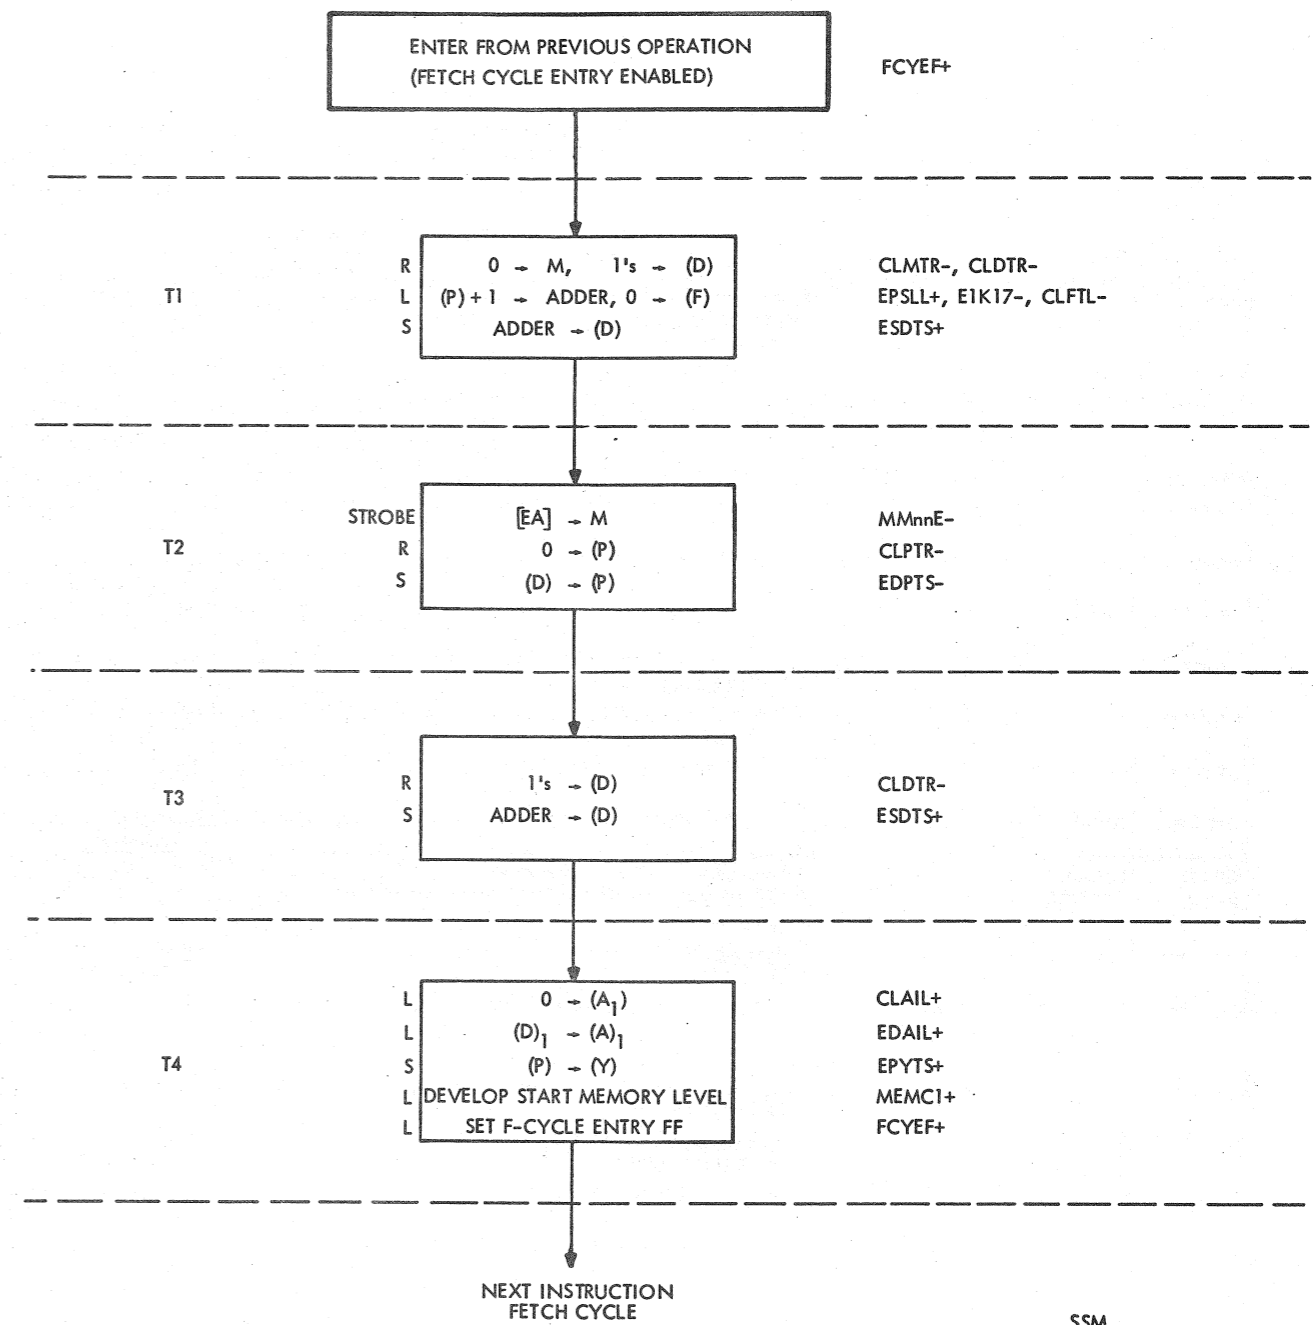 ENTER FROM PREVIOUS OPERATION
(FETCH CYCLE ENTRY ENABLED)
FCYEF+
T1
R 0 → M, 1's → (D) CLMTR-, CLDTR-
L (P) + 1 → ADDER, 0 → (F) EPSLL+, E1K17-, CLFTL-
S ADDER → (D) ESDTS+
T2
STROBE [EA] → M MMnnE-
R 0 → (P) CLPTR-
S (D) → (P) EDPTS-
T3
R 1's → (D) CLDTR-
S ADDER → (D) ESDTS+
T4
L 0 → (A1) CLAIL+
L (D)1 → (A)1 EDAIL+
S (P) → (Y) EPYTS+
L DEVELOP START MEMORY LEVEL MEMC1+
L SET F-CYCLE ENTRY FF FCYEF+
NEXT INSTRUCTION
FETCH CYCLE
SSM